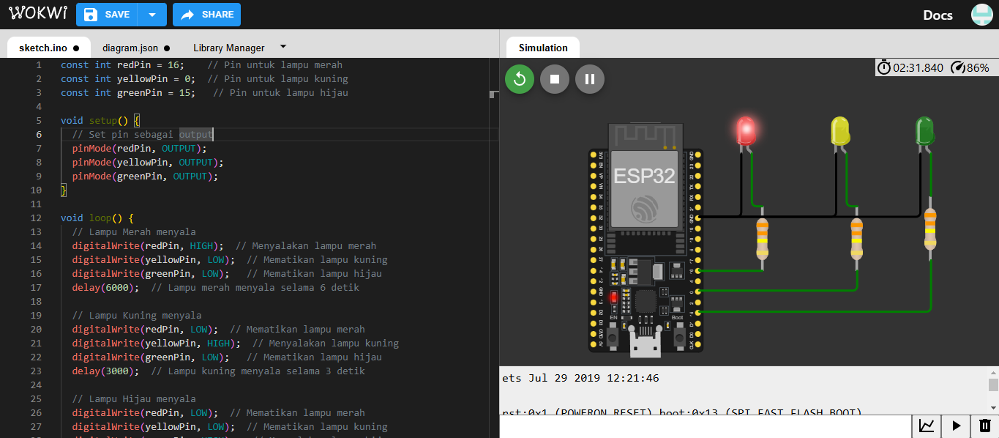 WOKWI SAVE SHARE Docs
sketch.ino ● diagram.json ● Library Manager
Simulation
1 const int redPin = 16; // Pin untuk lampu merah
2 const int yellowPin = 0; // Pin untuk lampu kuning
3 const int greenPin = 15; // Pin untuk lampu hijau
4
5 void setup() {
6 // Set pin sebagai output
7 pinMode(redPin, OUTPUT);
8 pinMode(yellowPin, OUTPUT);
9 pinMode(greenPin, OUTPUT);
10 }
11
12 void loop() {
13 // Lampu Merah menyala
14 digitalWrite(redPin, HIGH); // Menyalakan lampu merah
15 digitalWrite(yellowPin, LOW); // Mematikan lampu kuning
16 digitalWrite(greenPin, LOW); // Mematikan lampu hijau
17 delay(6000); // Lampu merah menyala selama 6 detik
18
19 // Lampu Kuning menyala
20 digitalWrite(redPin, LOW); // Mematikan lampu merah
21 digitalWrite(yellowPin, HIGH); // Menyalakan lampu kuning
22 digitalWrite(greenPin, LOW); // Mematikan lampu hijau
23 delay(3000); // Lampu kuning menyala selama 3 detik
24
25 // Lampu Hijau menyala
26 digitalWrite(redPin, LOW); // Mematikan lampu merah
27 digitalWrite(yellowPin, LOW); // Mematikan lampu kuning
02:31.840 86%
ESP32
EN Boot
ets Jul 29 2019 12:21:46
rst:0x1 (POWERON_RESET),boot:0x13 (SPI_FAST_FLASH_BOOT)